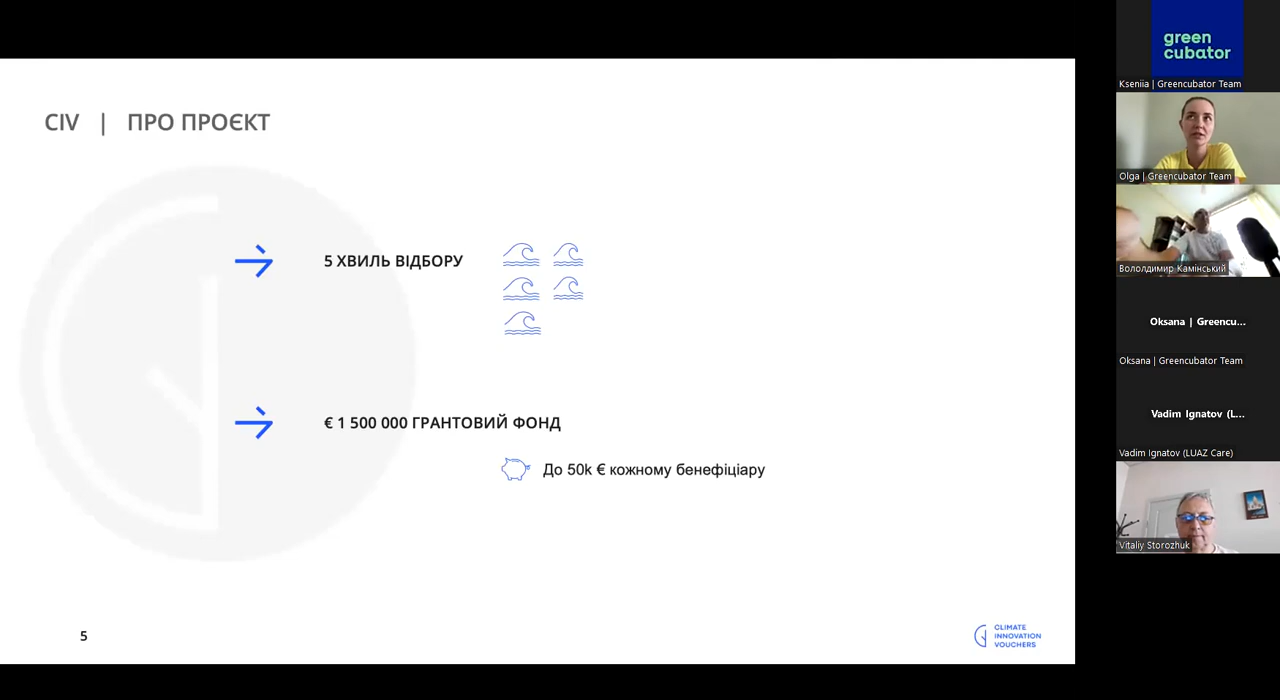 CIV | ПРО ПРОЄКТ
5 ХВИЛЬ ВІДБОРУ
€ 1 500 000 ГРАНТОВИЙ ФОНД
До 50k € кожному бенефіціару
5
CLIMATE
INNOVATION
VOUCHERS
green
cubator
Kseniia | Greencubator Team
Olga | Greencubator Team
Вололдимир Камінський
Oksana | Greencu...
Oksana | Greencubator Team
Vadim Ignatov (L...
Vadim Ignatov (LUAZ Care)
Vitaliy Storozhuk